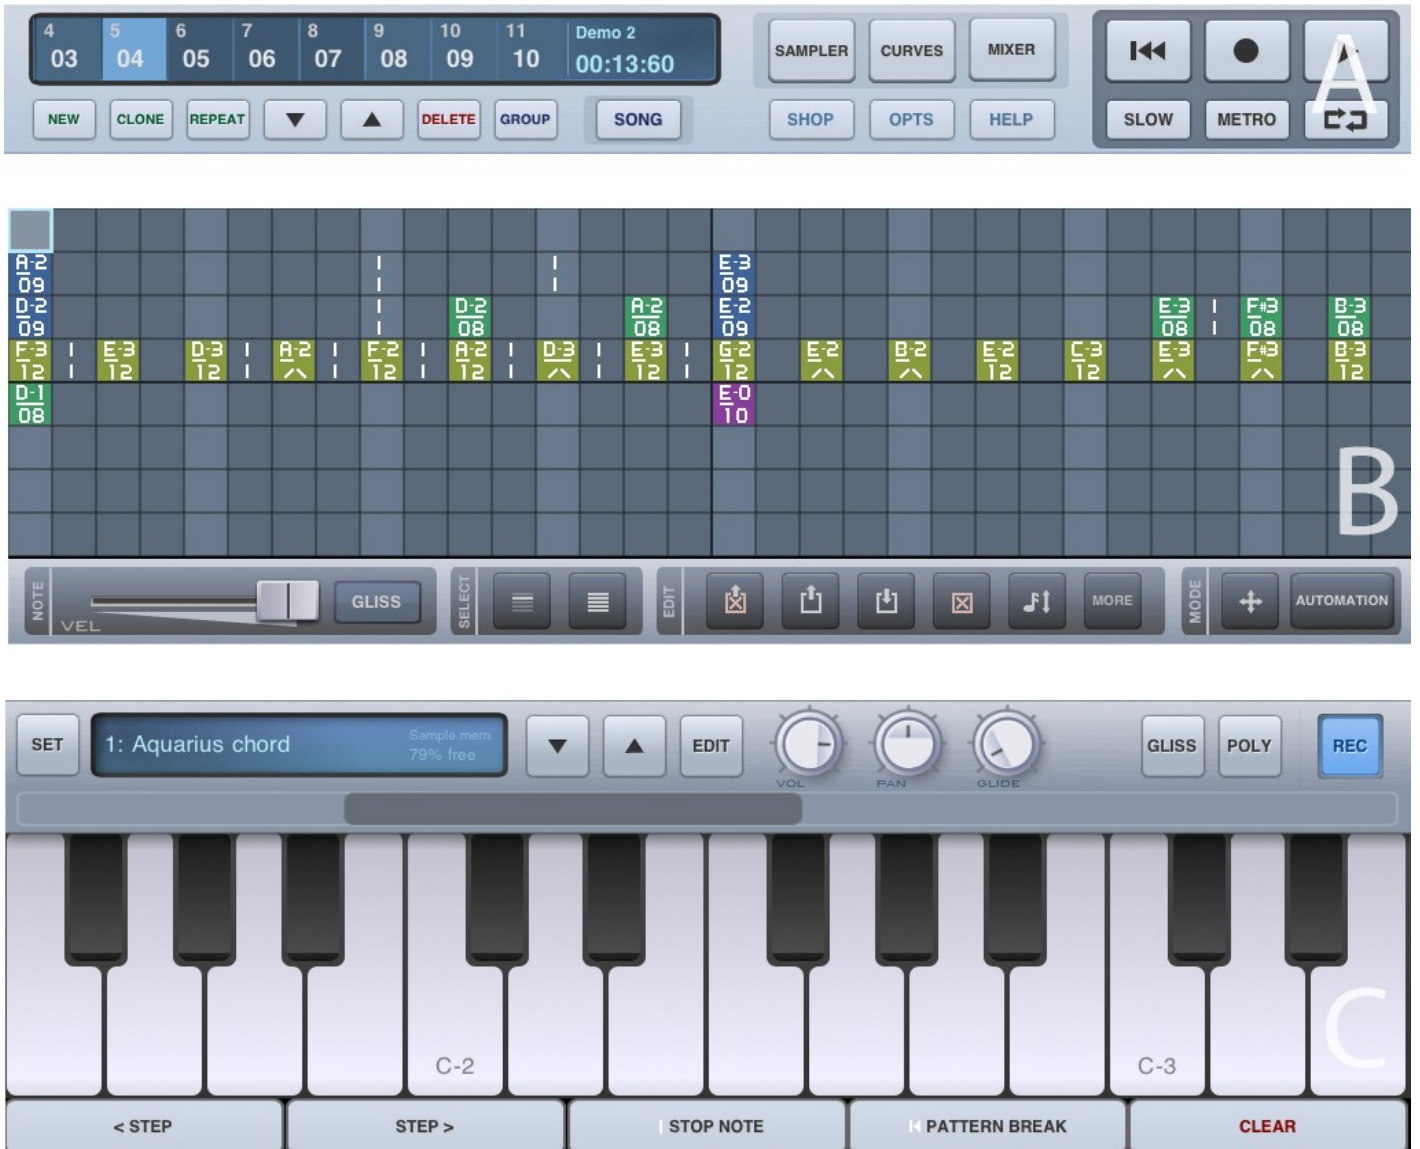 4 5 6 7 8 9 10 11 Demo 2
03 04 05 06 07 08 09 10 00:13:60
SAMPLER CURVES MIXER
A
NEW CLONE REPEAT DELETE GROUP SONG SHOP OPTS HELP SLOW METRO
A-2 E-3
09 09
D-2 D-2 A-2 E-2 E-3 F#3 B-3
09 08 08 09 08 08 08
F-3 E-3 D-3 A-2 F-2 A-2 D-3 E-3 G-2 E-2 B-2 E-2 C-3 E-3 F#3 B-3
12 12 12 12 12 12 12 12 12 12
D-1 E-0
08 10
B
NOTE VEL GLISS SELECT EDIT MORE MODE AUTOMATION
SET 1: Aquarius chord Sample mem
79% free
EDIT VOL PAN GLIDE GLISS POLY REC
C
C-2 C-3
< STEP STEP > STOP NOTE PATTERN BREAK CLEAR